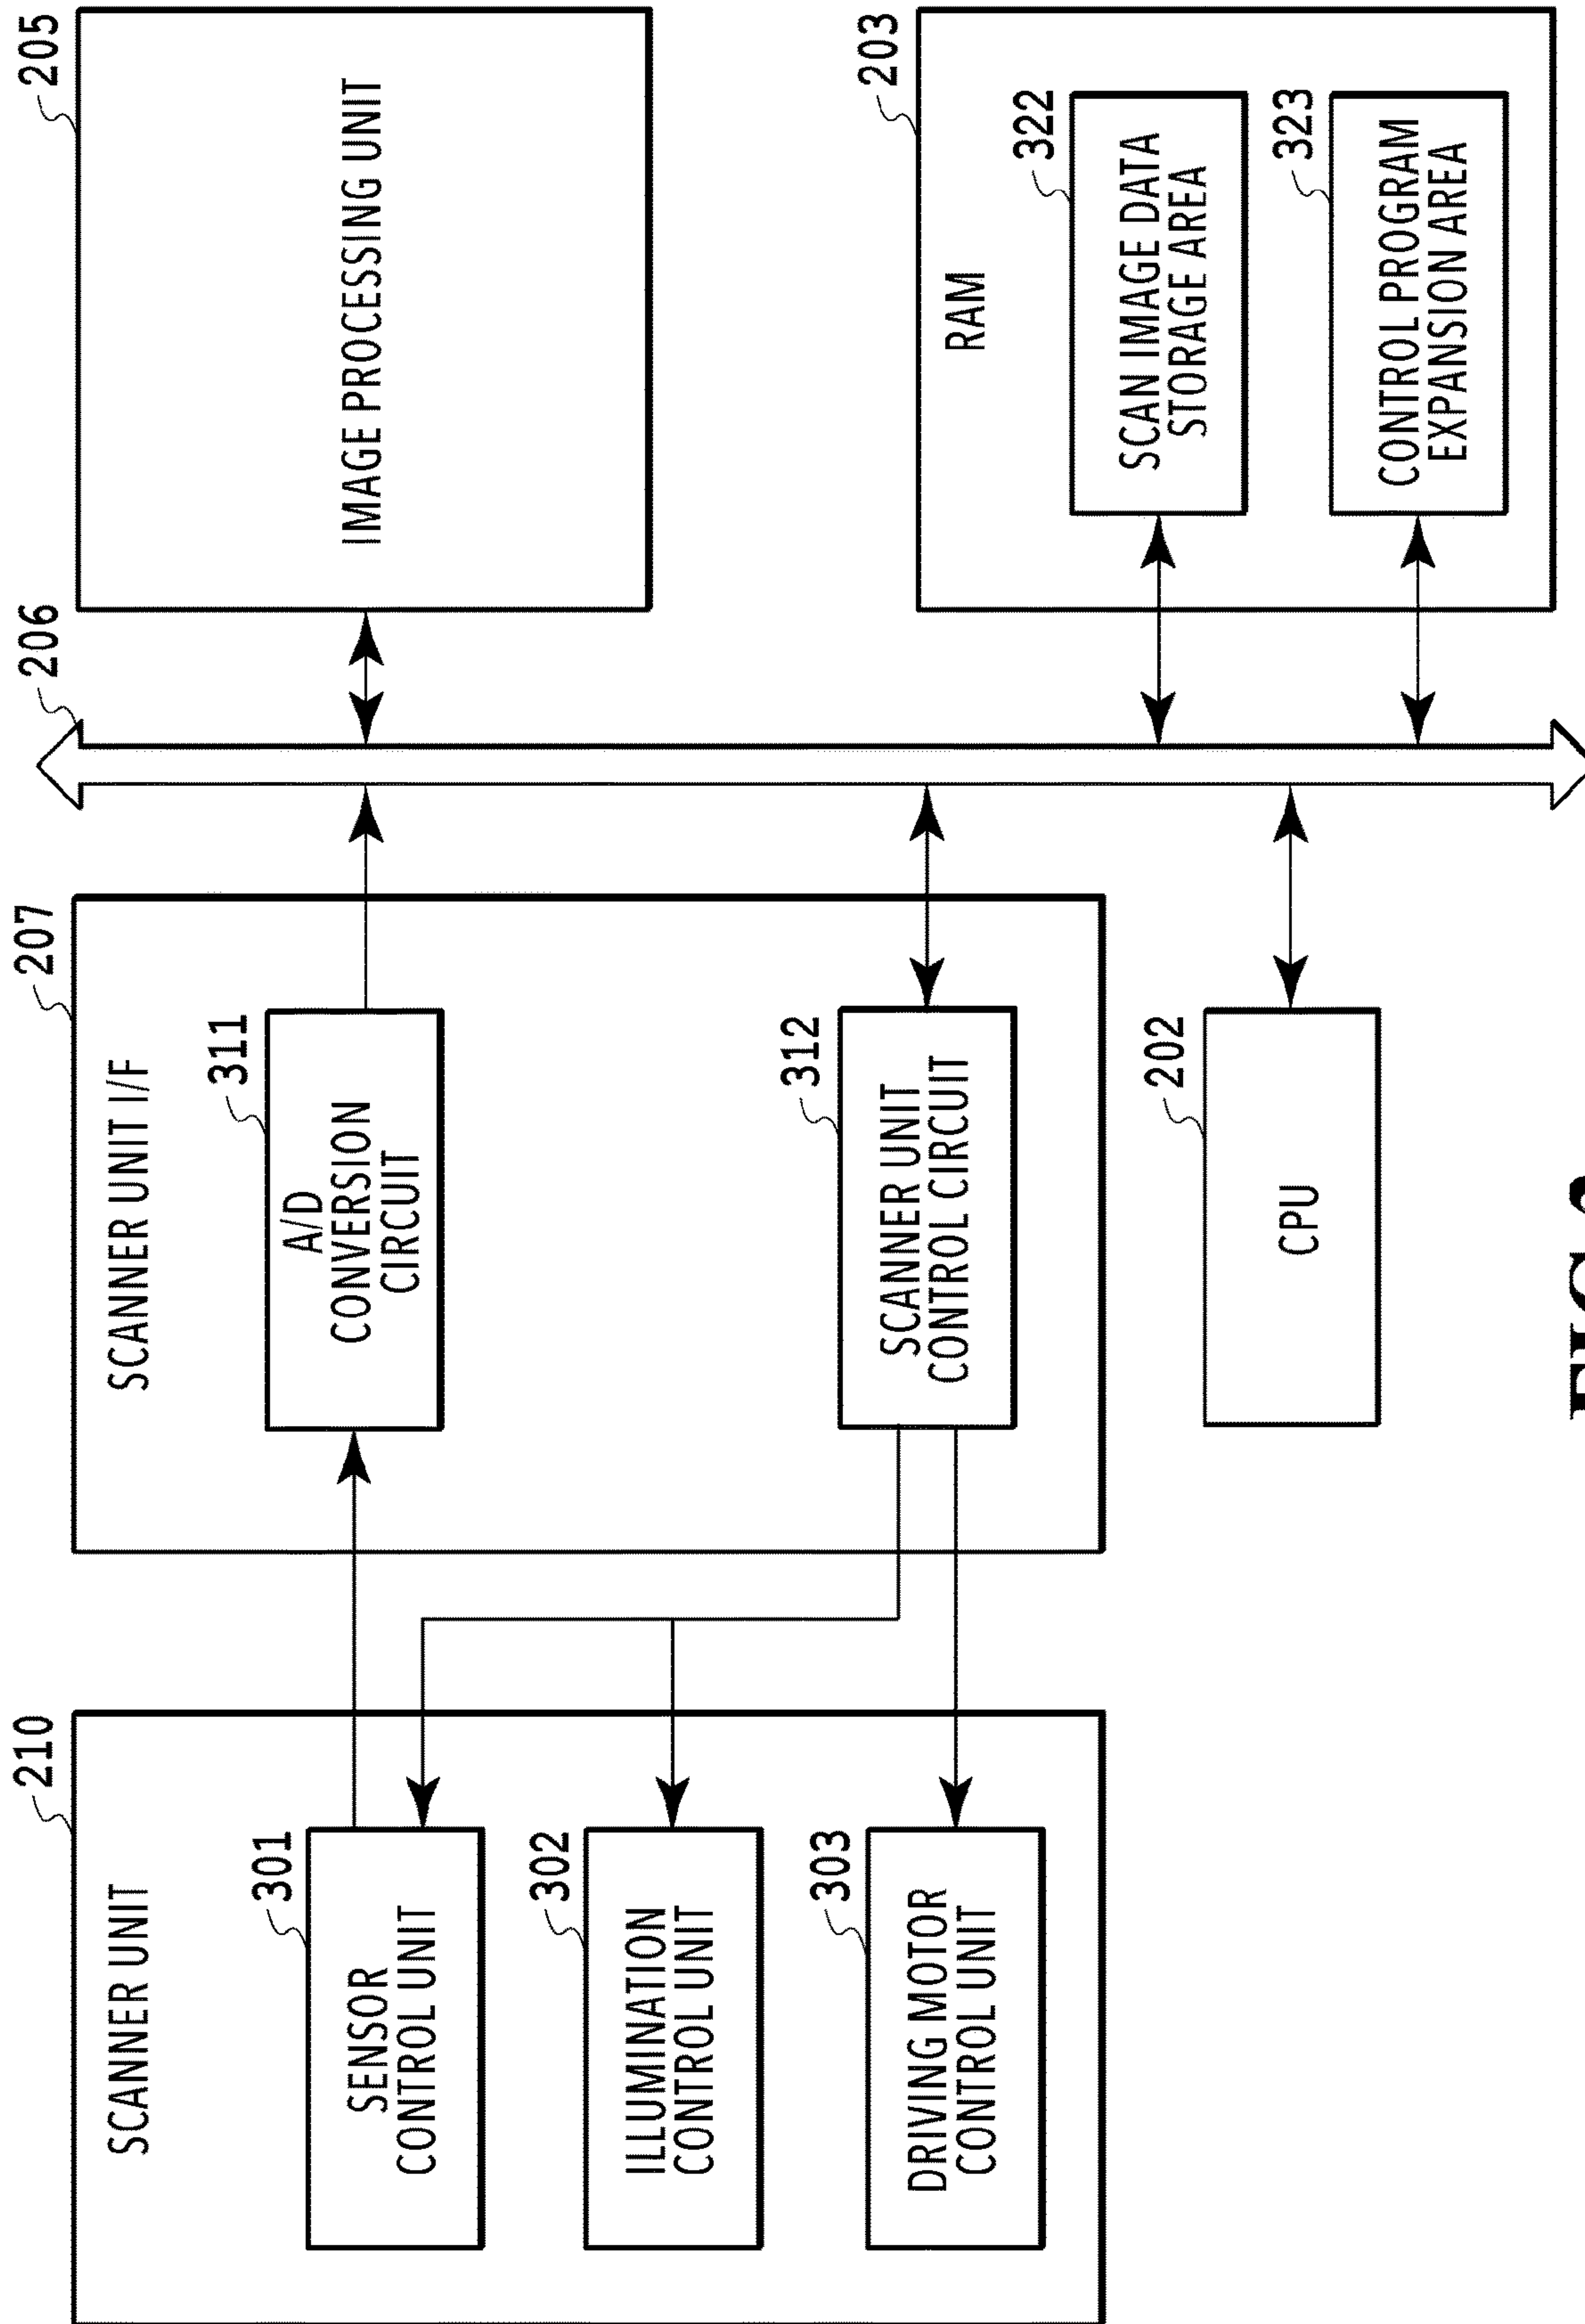 210
SCANNER UNIT
301
SENSOR
CONTROL UNIT
302
ILLUMINATION
CONTROL UNIT
303
DRIVING MOTOR
CONTROL UNIT
207
SCANNER UNIT I/F
311
A/D
CONVERSION
CIRCUIT
312
SCANNER UNIT
CONTROL CIRCUIT
202
CPU
206
205
IMAGE PROCESSING UNIT
203
RAM
322
SCAN IMAGE DATA
STORAGE AREA
323
CONTROL PROGRAM
EXPANSION AREA